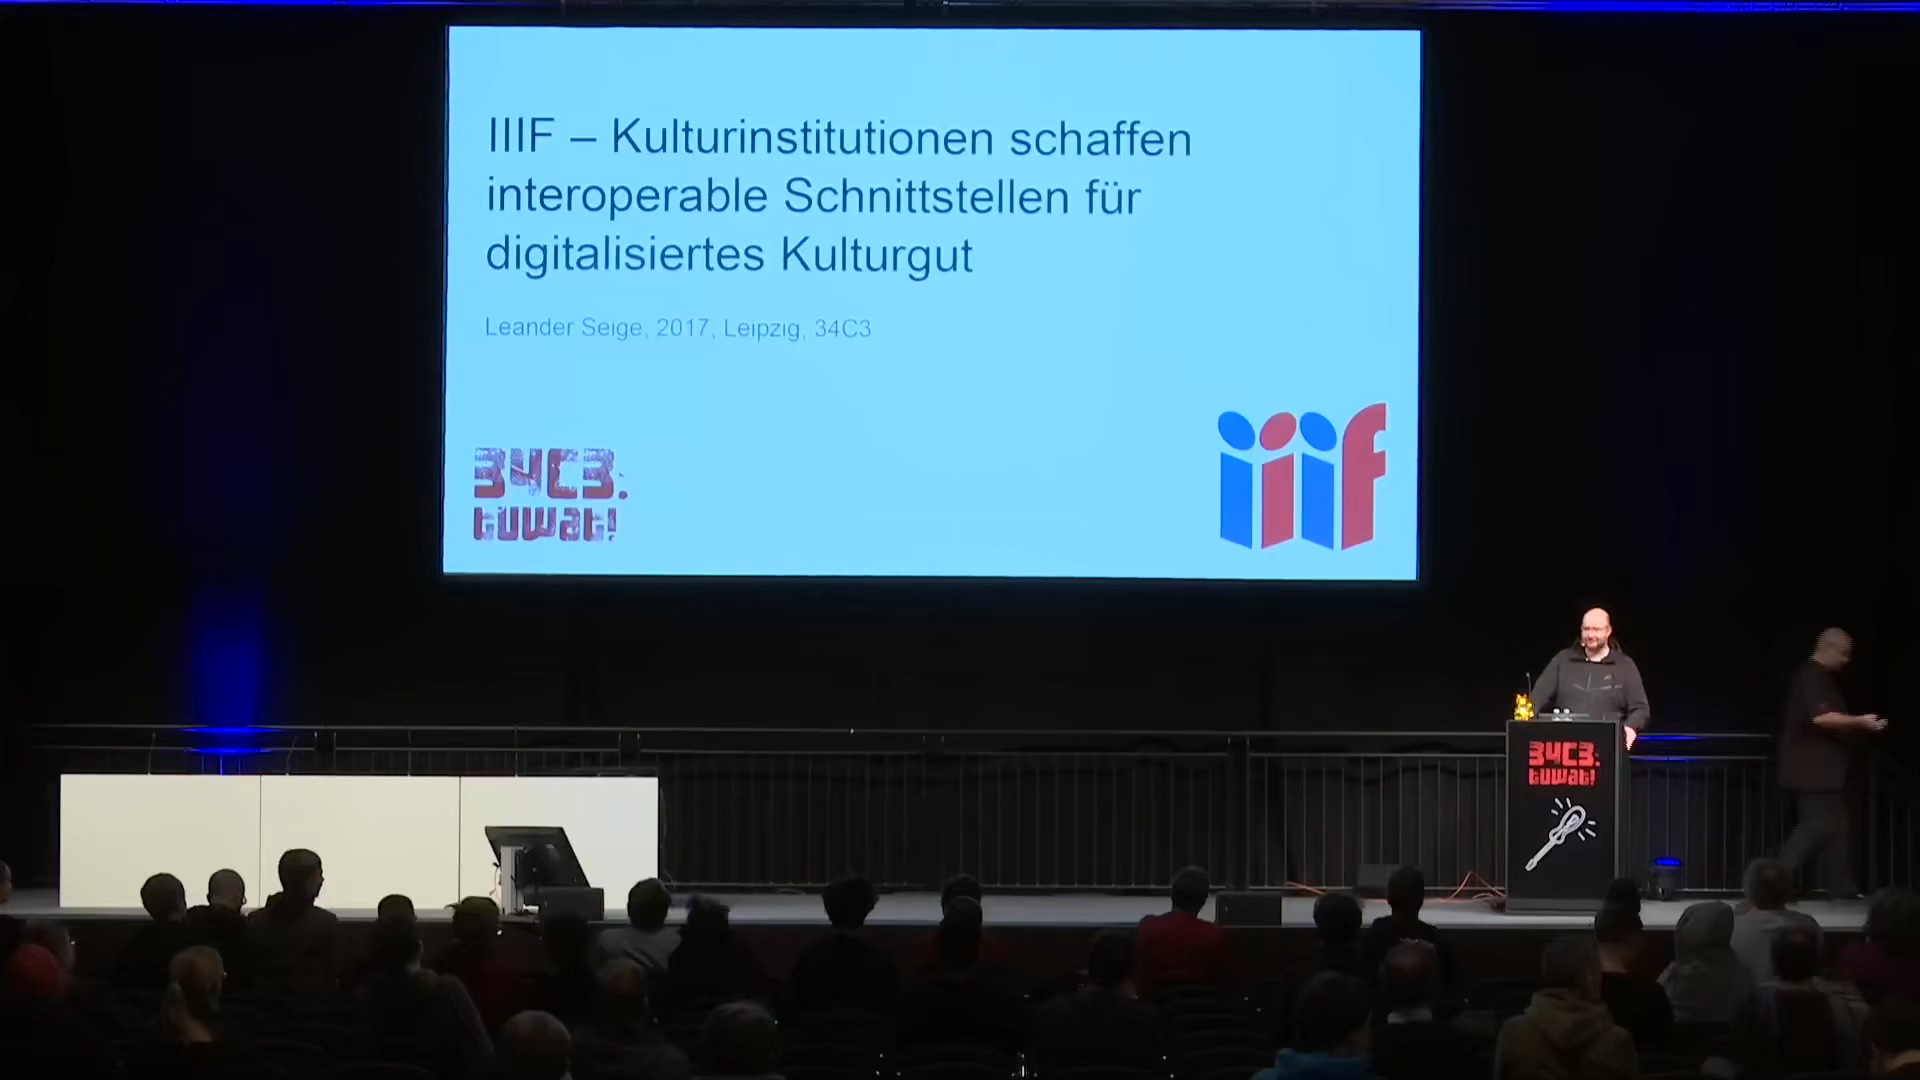 IIIF – Kulturinstitutionen schaffen
interoperable Schnittstellen für
digitalisiertes Kulturgut
Leander Seige, 2017, Leipzig, 34C3
34C3:
tuwat!
iiif
34C3:
tuwat!